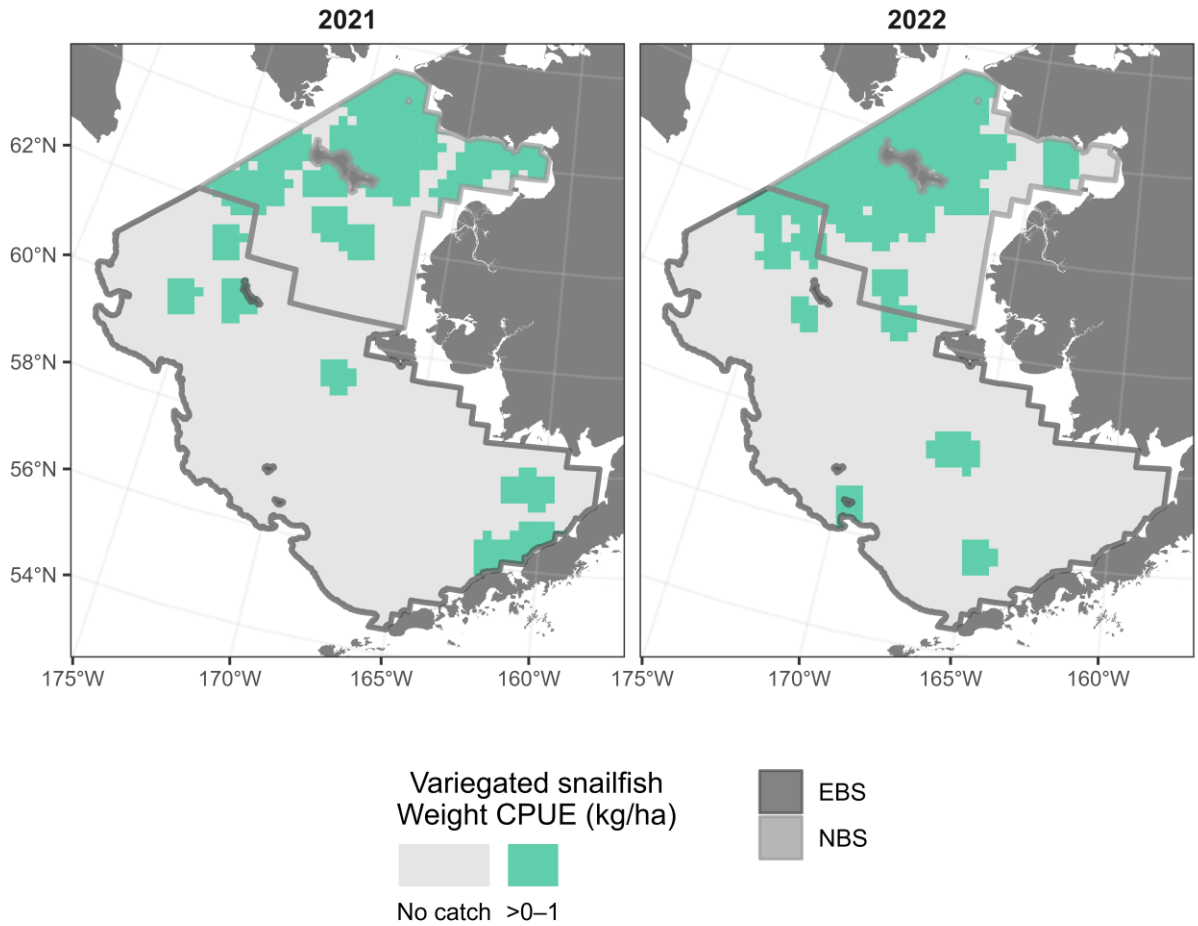 2021
2022
62°N
60°N
58°N
56°N
54°N
175°W
170°W
165°W
160°W
175°W
170°W
165°W
160°W
Variegated snailfish
Weight CPUE (kg/ha)
No catch
>0–1
EBS
NBS